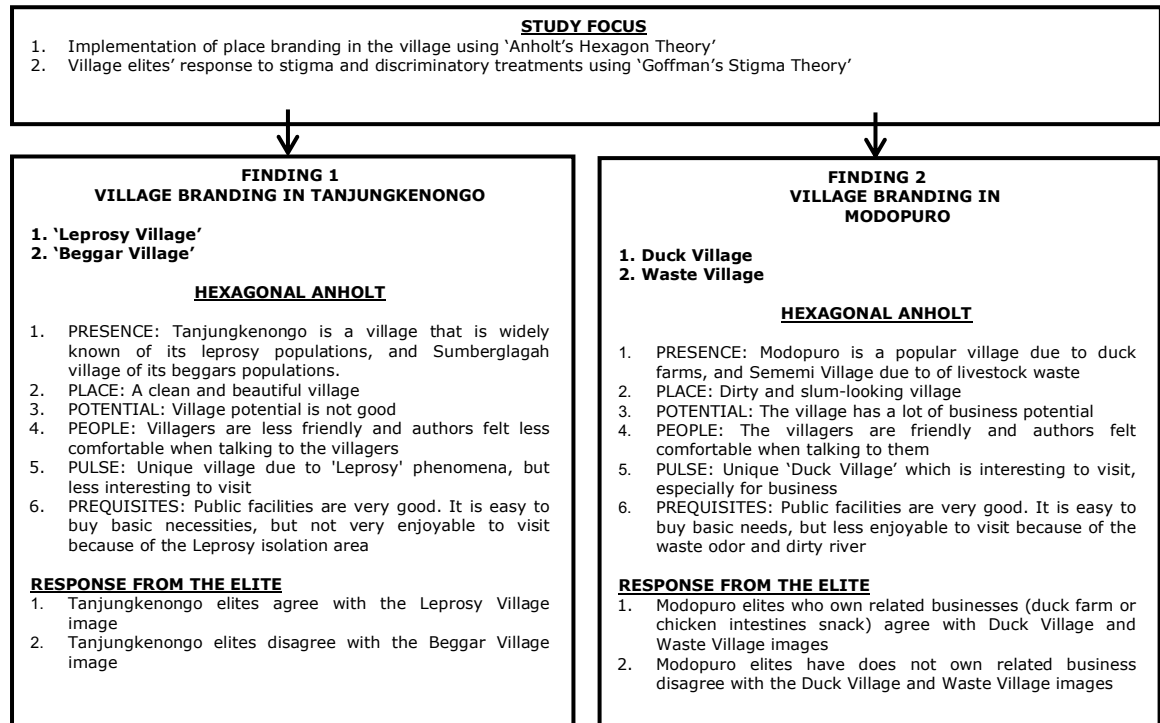 STUDY FOCUS
1. Implementation of place branding in the village using ‘Anholt’s Hexagon Theory’
2. Village elites’ response to stigma and discriminatory treatments using ‘Goffman’s Stigma Theory’
FINDING 1
VILLAGE BRANDING IN TANJUNGKENONGO
1. ‘Leprosy Village’
2. ‘Beggar Village’
HEXAGONAL ANHOLT
1. PRESENCE: Tanjungkenongo is a village that is widely
known of its leprosy populations, and Sumberglagah
village of its beggars populations.
2. PLACE: A clean and beautiful village
3. POTENTIAL: Village potential is not good
4. PEOPLE: Villagers are less friendly and authors felt less
comfortable when talking to the villagers
5. PULSE: Unique village due to 'Leprosy' phenomena, but
less interesting to visit
6. PREQUISITES: Public facilities are very good. It is easy to
buy basic necessities, but not very enjoyable to visit
because of the Leprosy isolation area
RESPONSE FROM THE ELITE
1. Tanjungkenongo elites agree with the Leprosy Village
image
2. Tanjungkenongo elites disagree with the Beggar Village
image
FINDING 2
VILLAGE BRANDING IN
MODOPURO
1. Duck Village
2. Waste Village
HEXAGONAL ANHOLT
1. PRESENCE: Modopuro is a popular village due to duck
farms, and Sememi Village due to of livestock waste
2. PLACE: Dirty and slum-looking village
3. POTENTIAL: The village has a lot of business potential
4. PEOPLE: The villagers are friendly and authors felt
comfortable when talking to them
5. PULSE: Unique ‘Duck Village’ which is interesting to visit,
especially for business
6. PREQUISITES: Public facilities are very good. It is easy to
buy basic needs, but less enjoyable to visit because of the
waste odor and dirty river
RESPONSE FROM THE ELITE
1. Modopuro elites who own related businesses (duck farm or
chicken intestines snack) agree with Duck Village and
Waste Village images
2. Modopuro elites have does not own related business
disagree with the Duck Village and Waste Village images